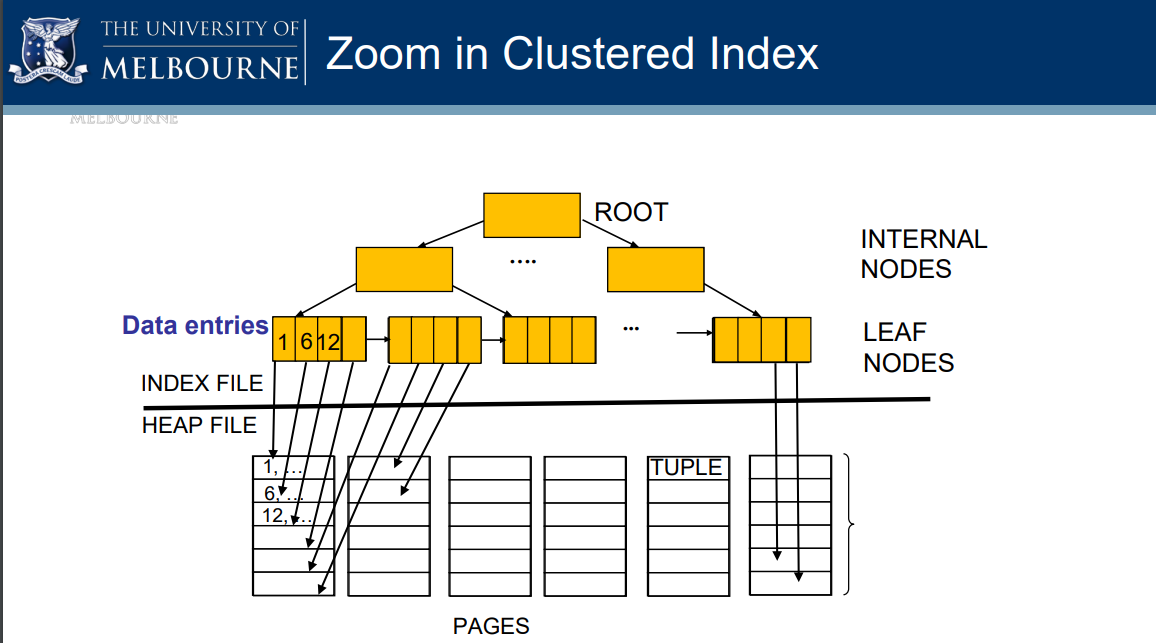 THE UNIVERSITY OF
MELBOURNE
POSTERA CRESCAM LAUDE
Zoom in Clustered Index
MELBOURNE
ROOT
....
INTERNAL
NODES
Data entries
1 6 12
...
LEAF
NODES
INDEX FILE
HEAP FILE
1, ...
6, ...
12, ...
TUPLE
PAGES